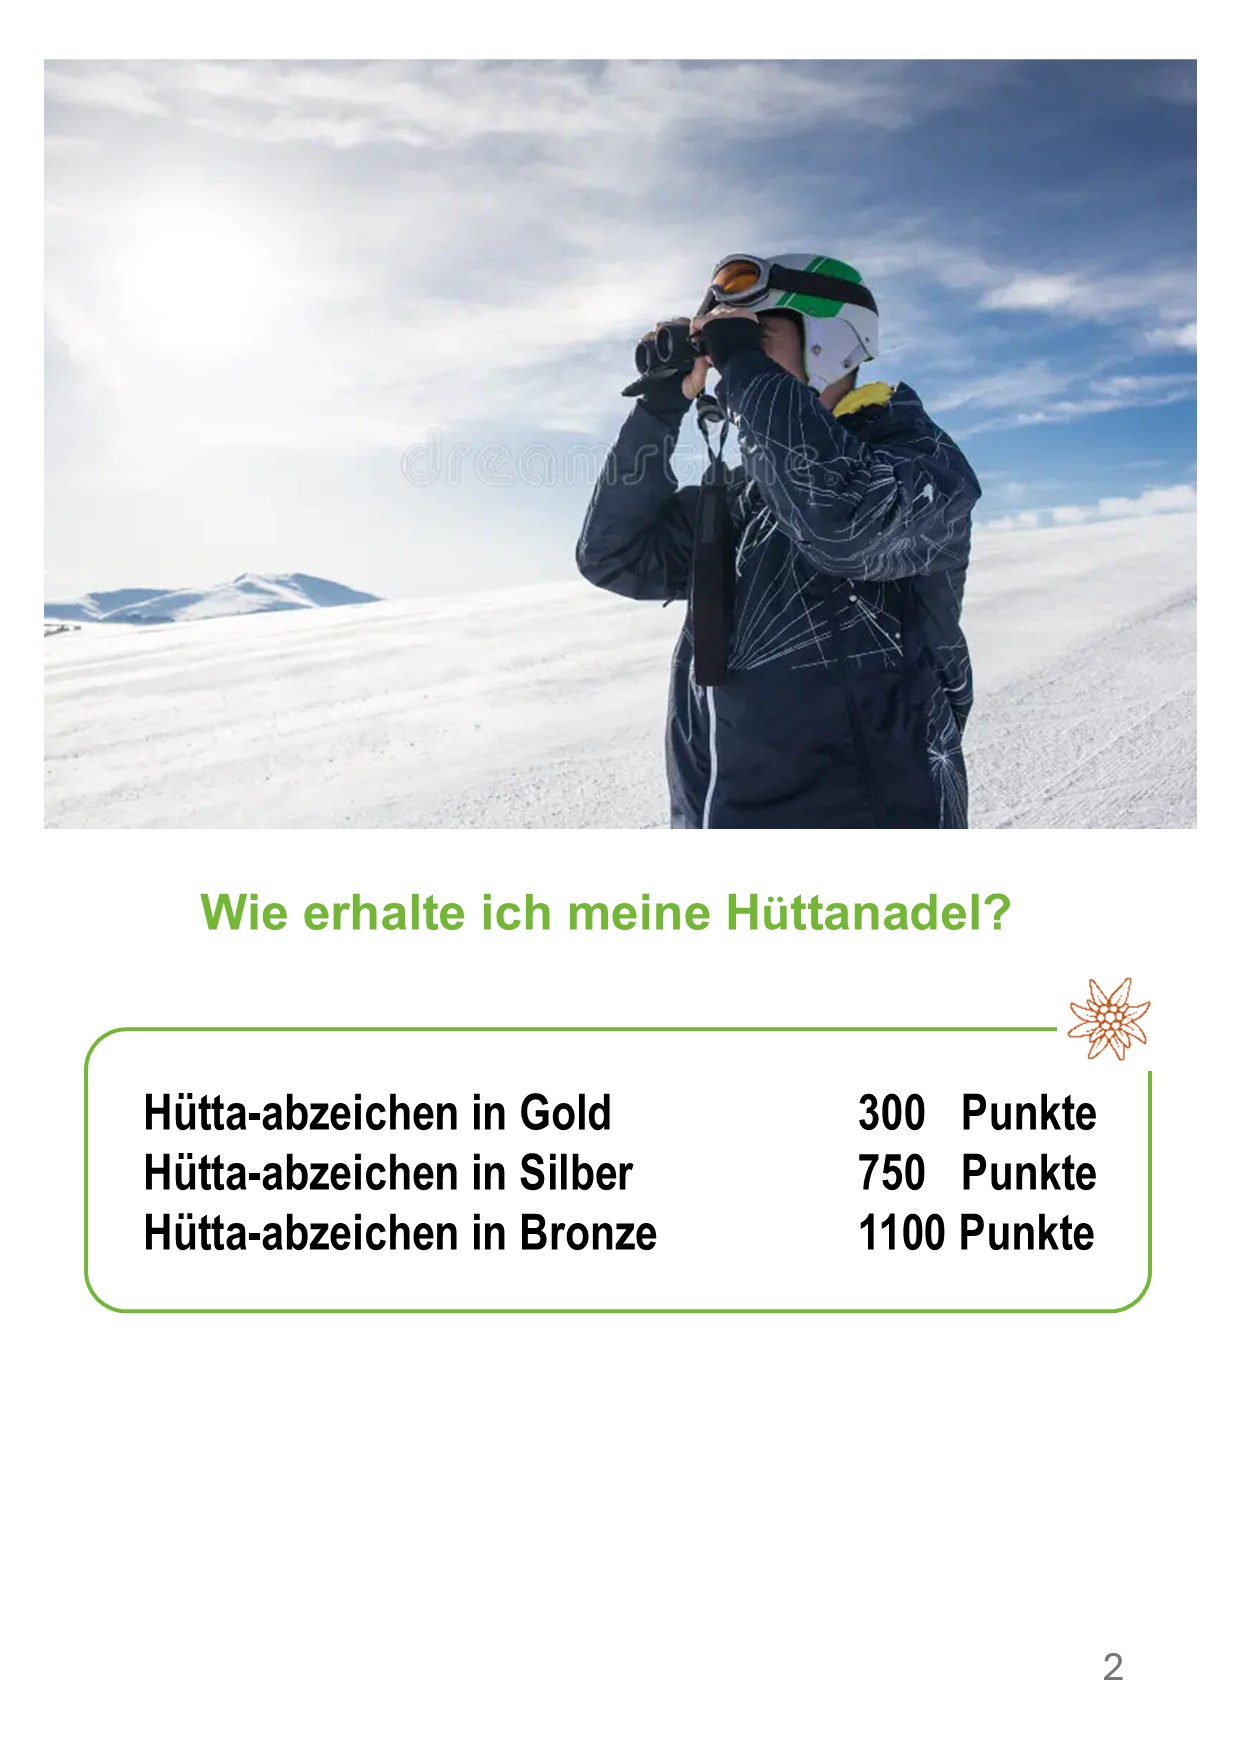 dreamstime.
Wie erhalte ich meine Hüttanadel?
Hütta-abzeichen in Gold 300 Punkte
Hütta-abzeichen in Silber 750 Punkte
Hütta-abzeichen in Bronze 1100 Punkte
2